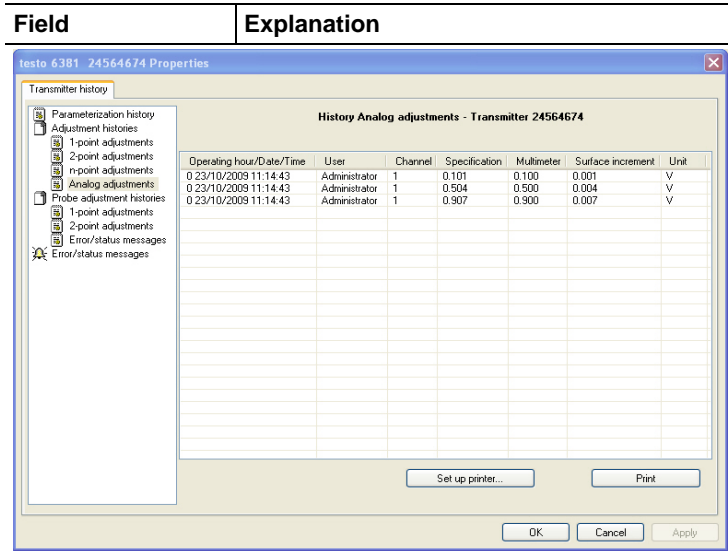 Field Explanation
testo 6381 24564674 Properties
Transmitter history
Parameterization history
Adjustment histories
1-point adjustments
2-point adjustments
n-point adjustments
Analog adjustments
Probe adjustment histories
1-point adjustments
2-point adjustments
Error/status messages
Error/status messages
History Analog adjustments - Transmitter 24564674
Operating hour/Date/Time User Channel Specification Multimeter Surface increment Unit
0 23/10/2009 11:14:43 Administrator 1 0.101 0.100 0.001 V
0 23/10/2009 11:14:43 Administrator 1 0.504 0.500 0.004 V
0 23/10/2009 11:14:43 Administrator 1 0.907 0.900 0.007 V
Set up printer... Print
OK Cancel Apply